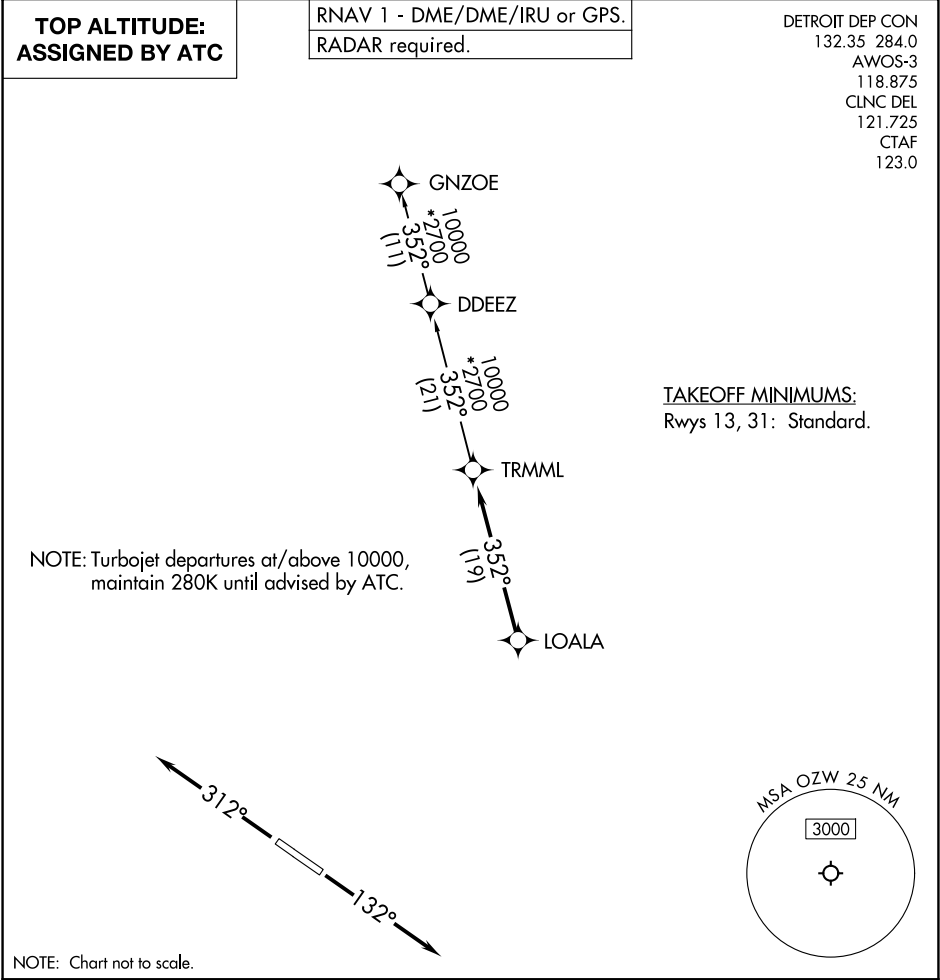 TOP ALTITUDE:
ASSIGNED BY ATC
RNAV 1 - DME/DME/IRU or GPS.
RADAR required.
DETROIT DEP CON
132.35 284.0
AWOS-3
118.875
CLNC DEL
121.725
CTAF
123.0
GNZOE
10000
*2700
352°
(11)
DDEEZ
10000
*2700
352°
(21)
TAKEOFF MINIMUMS:
Rwys 13, 31: Standard.
TRMML
352°
(19)
NOTE: Turbojet departures at/above 10000,
maintain 280K until advised by ATC.
LOALA
312°
132°
MSA OZW 25 NM
3000
NOTE: Chart not to scale.